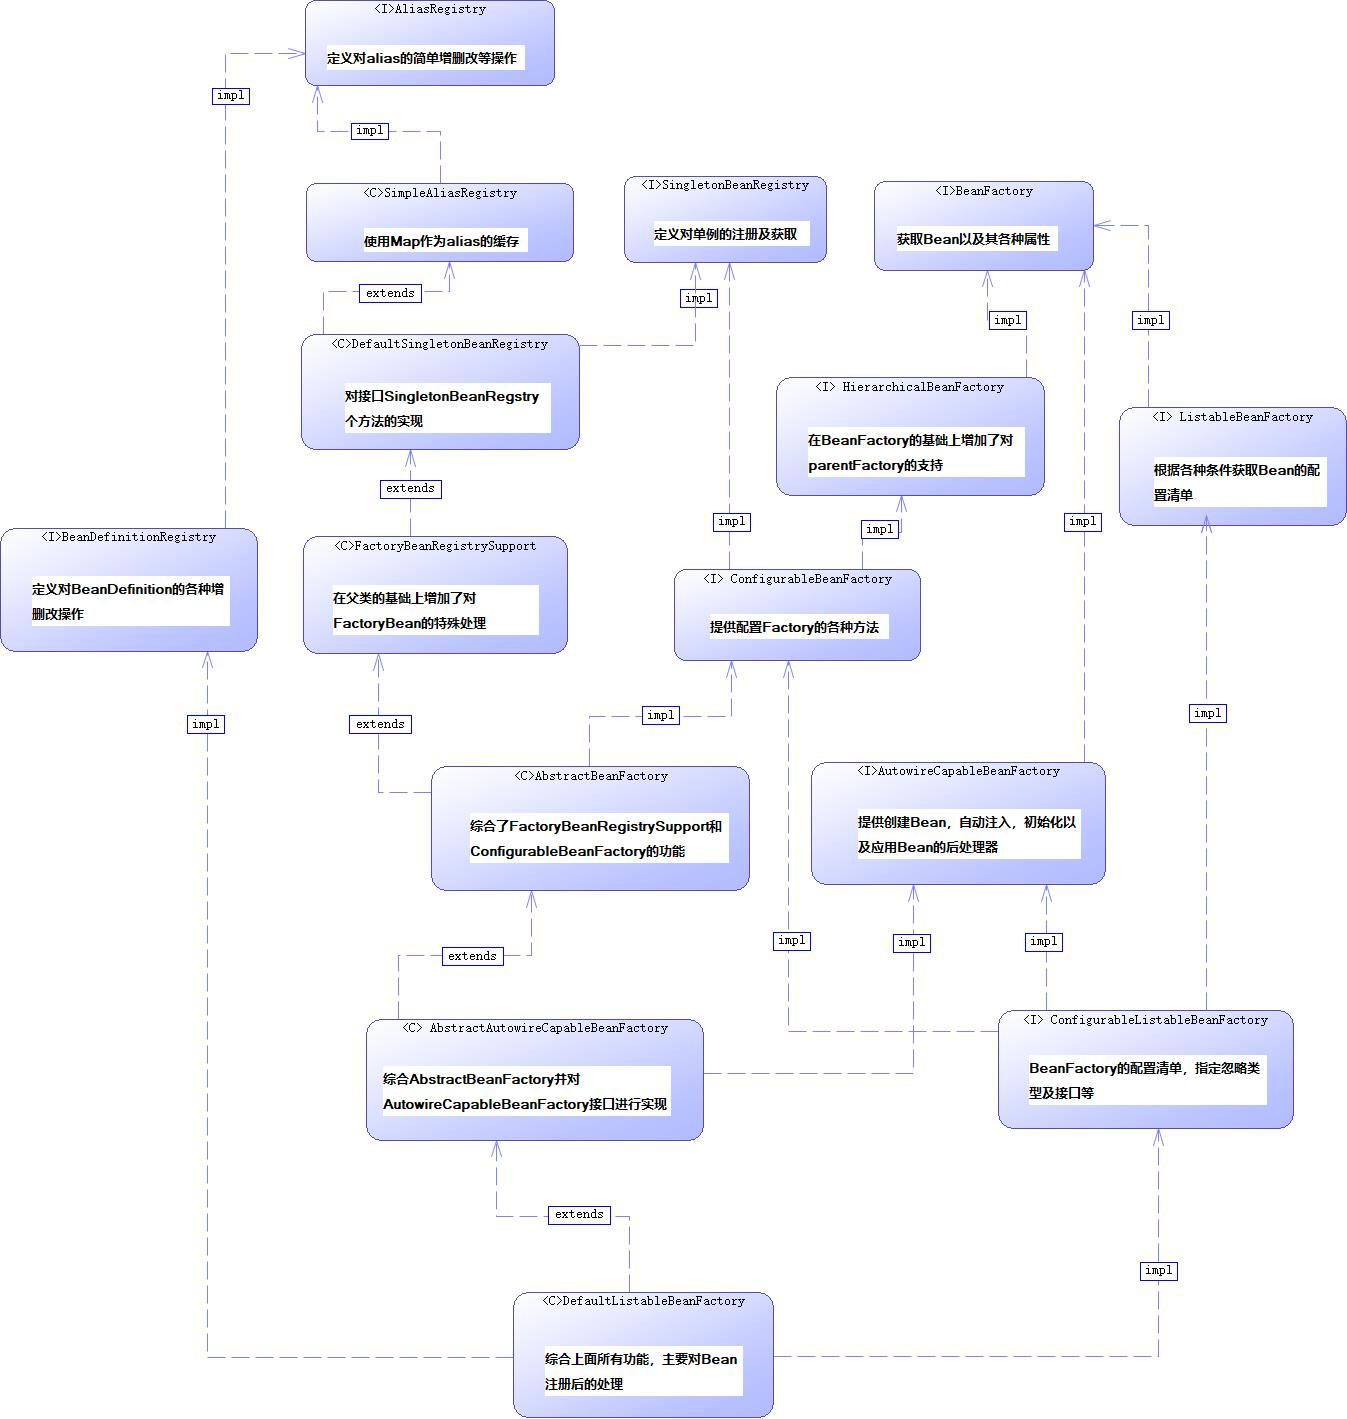 <I>AliasRegistry
定义对alias的简单增删改等操作
impl
impl
<C>SimpleAliasRegistry
使用Map作为alias的缓存
<I>SingletonBeanRegistry
定义对单例的注册及获取
<I>BeanFactory
获取Bean以及其各种属性
extends
impl
impl
impl
<C>DefaultSingletonBeanRegistry
对接口SingletonBeanRegstry
个方法的实现
<I> HierarchicalBeanFactory
在BeanFactory的基础上增加了对
parentFactory的支持
<I> ListableBeanFactory
根据各种条件获取Bean的配
置清单
extends
impl
impl
impl
<I>BeanDefinitionRegistry
定义对BeanDefinition的各种增
删改操作
<C>FactoryBeanRegistrySupport
在父类的基础上增加了对
FactoryBean的特殊处理
<I> ConfigurableBeanFactory
提供配置Factory的各种方法
impl
extends
impl
impl
<C>AbstractBeanFactory
综合了FactoryBeanRegistrySupport和
ConfigurableBeanFactory的功能
<I>AutowireCapableBeanFactory
提供创建Bean，自动注入，初始化以
及应用Bean的后处理器
extends
impl
impl
impl
<C> AbstractAutowireCapableBeanFactory
综合AbstractBeanFactory并对
AutowireCapableBeanFactory接口进行实现
<I> ConfigurableListableBeanFactory
BeanFactory的配置清单，指定忽略类
型及接口等
extends
impl
<C>DefaultListableBeanFactory
综合上面所有功能，主要对Bean
注册后的处理